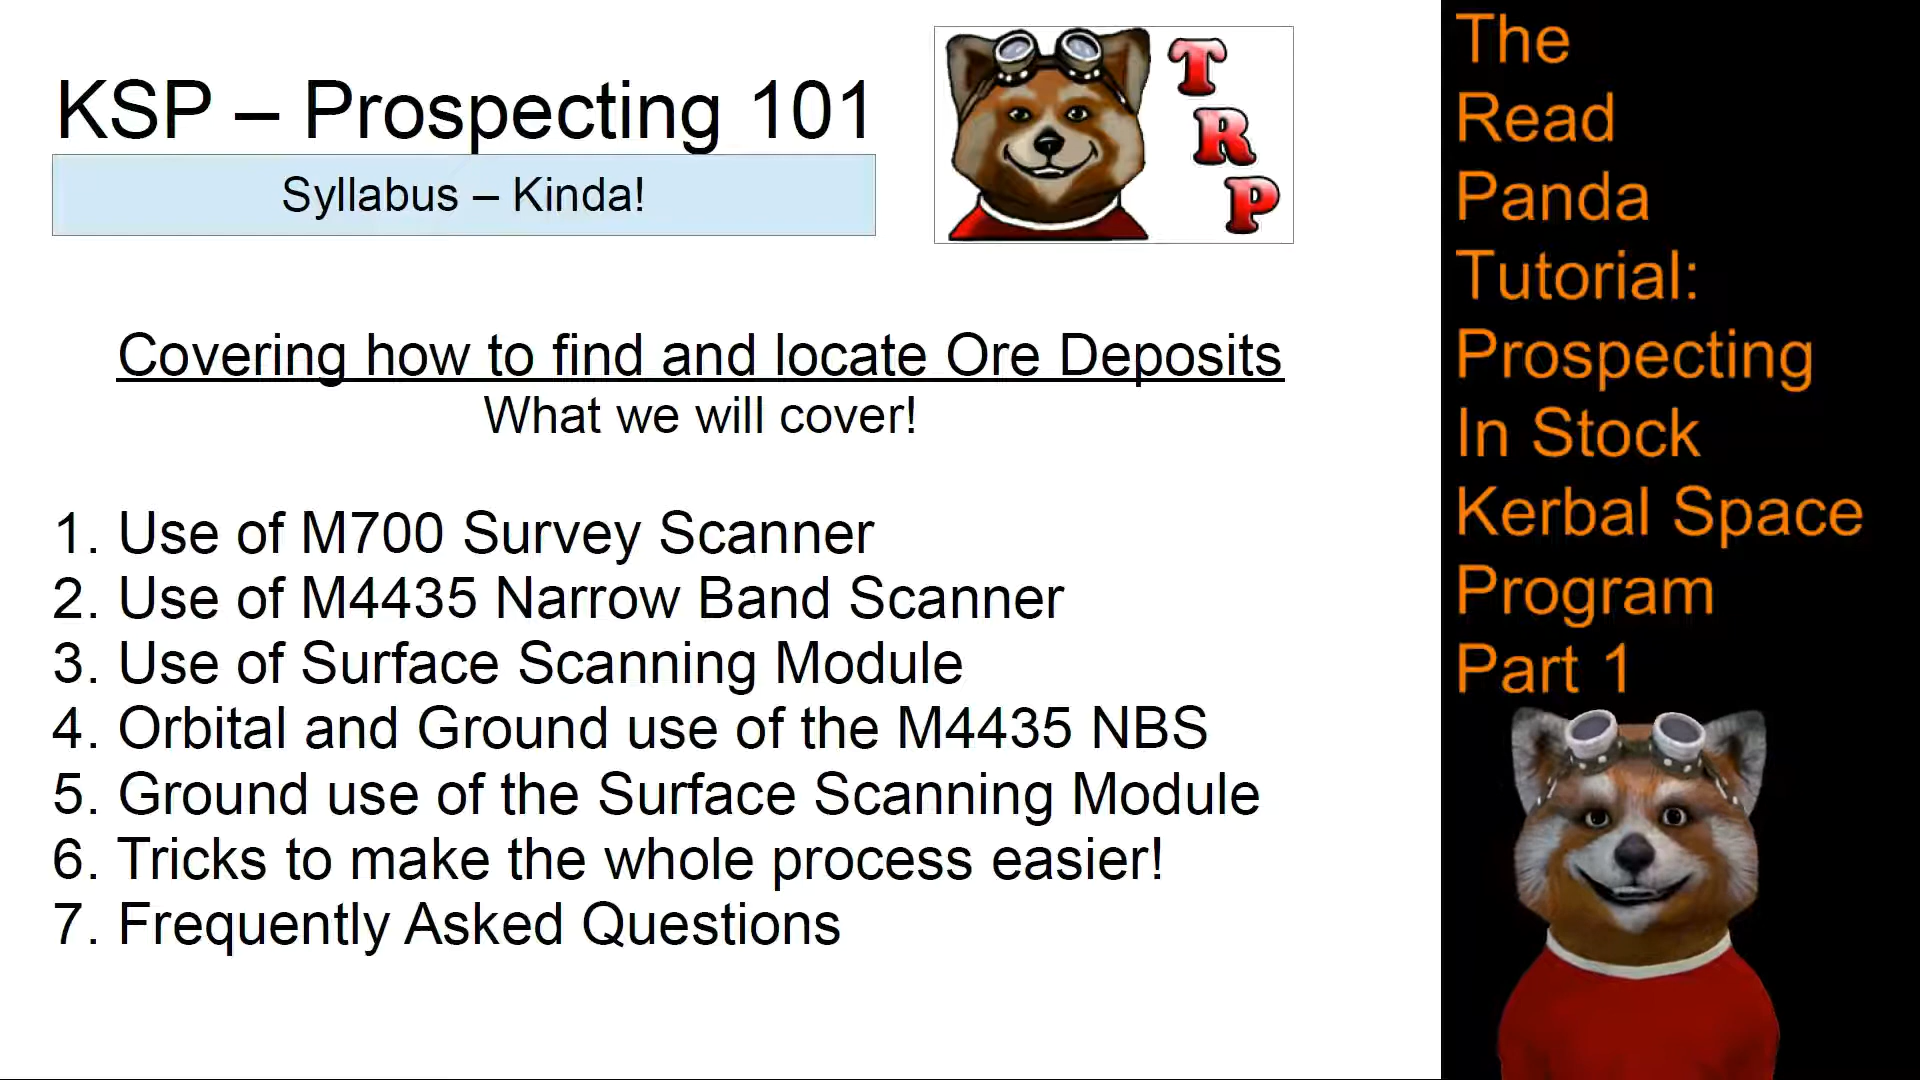 KSP – Prospecting 101
Syllabus – Kinda!
T
R
P
Covering how to find and locate Ore Deposits
What we will cover!
1. Use of M700 Survey Scanner
2. Use of M4435 Narrow Band Scanner
3. Use of Surface Scanning Module
4. Orbital and Ground use of the M4435 NBS
5. Ground use of the Surface Scanning Module
6. Tricks to make the whole process easier!
7. Frequently Asked Questions
The
Read
Panda
Tutorial:
Prospecting
In Stock
Kerbal Space
Program
Part 1